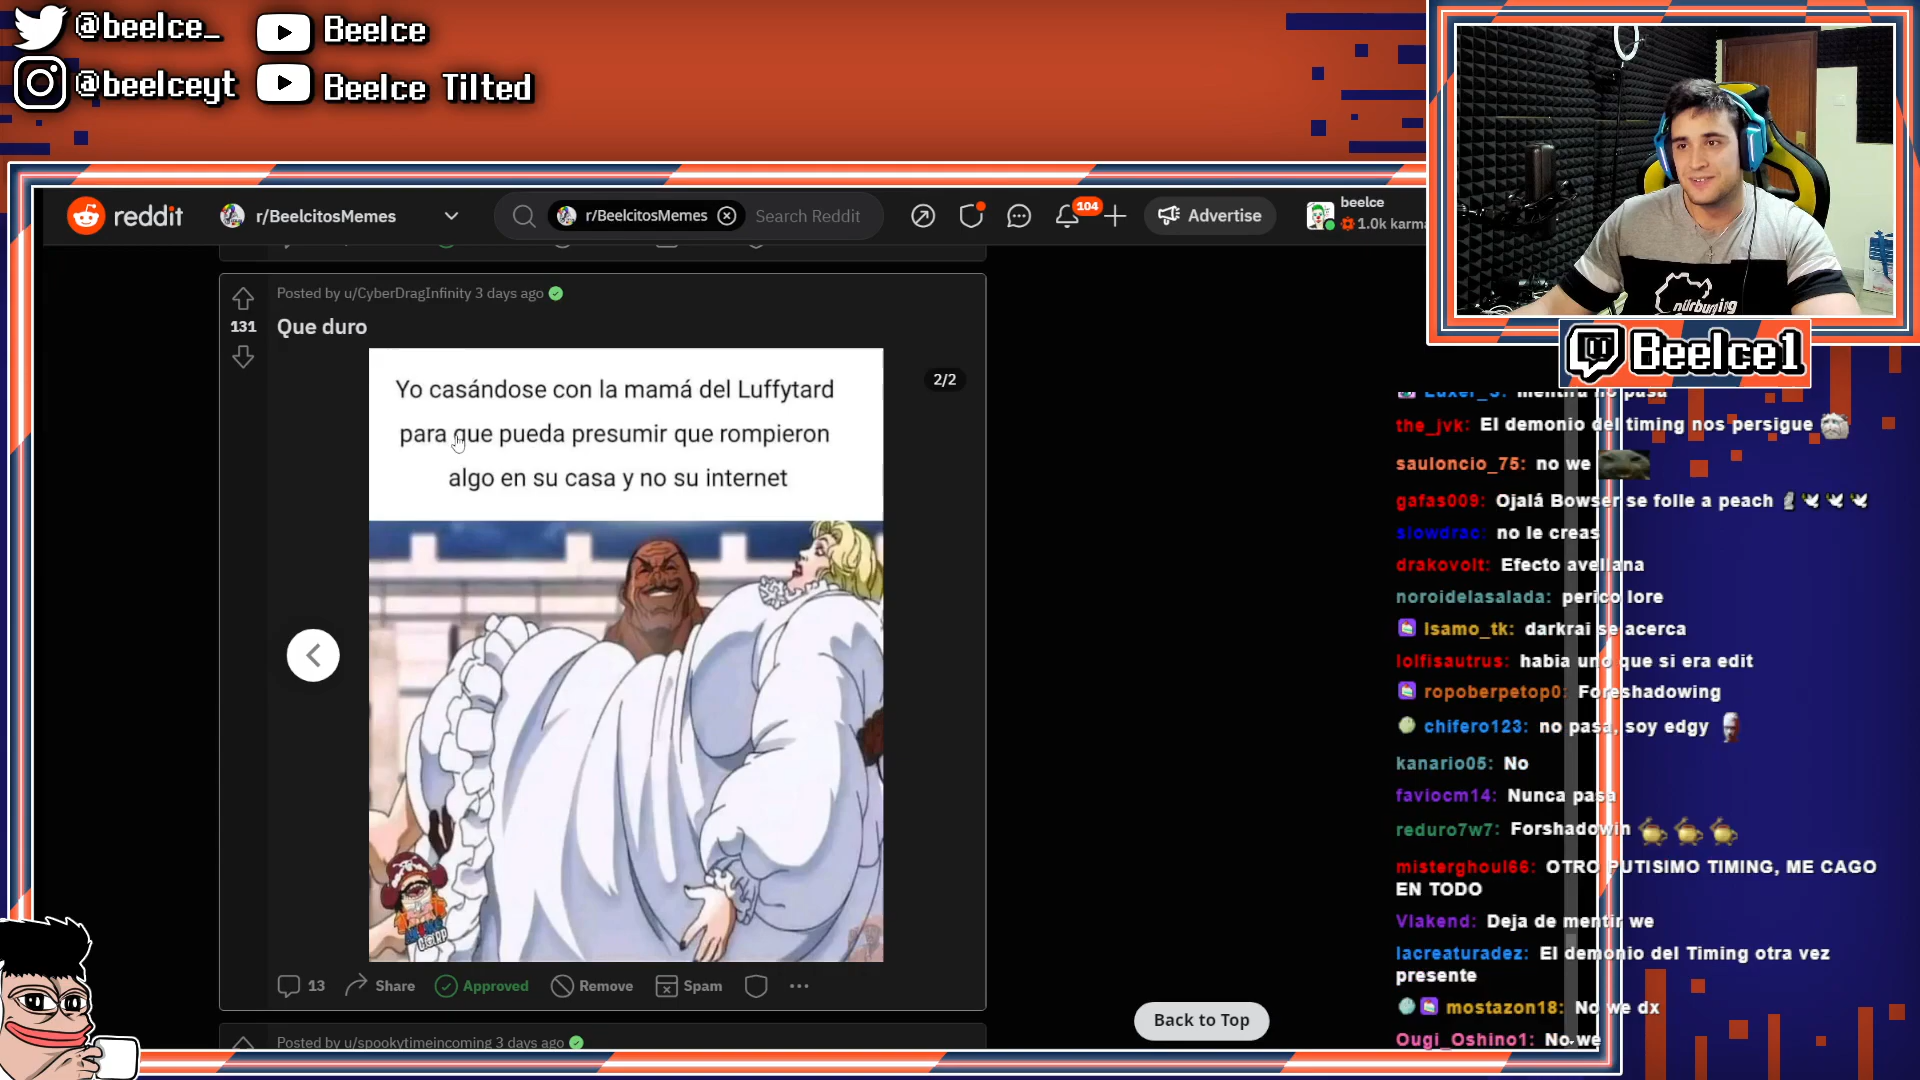 @beelce_
Beelce
@beelceyt
Beelce Tilted
reddit
r/BeelcitosMemes
r/BeelcitosMemes
Search Reddit
104
Advertise
beelce
1.0k karma
Posted by u/CyberDragInfinity 3 days ago
131
Que duro
2/2
Yo casándose con la mamá del Luffytard
para que pueda presumir que rompieron
algo en su casa y no su internet
13
Share
Approved
Remove
Spam
Posted by u/spookytimeincoming 3 days ago
Back to Top
nürburgring
Beelce1
Luxer_S: mentira no pasa
the_jvk: El demonio del timing nos persigue
sauloncio_75: no we
gafas009: Ojalá Bowser se folle a peach
slowdrac: no le creas
drakovolt: Efecto avellana
noroidelasalada: perico lore
Isamo_tk: darkrai se acerca
lolfisautrus: habia uno que si era edit
ropoberpetop0: Foreshadowing
chifero123: no pasa, soy edgy
kanario05: No
faviocm14: Nunca pasa
reduro7w7: Forshadowin
misterghoul66: OTRO PUTISIMO TIMING, ME CAGO
EN TODO
Vlakend: Deja de mentir we
lacreaturadez: El demonio del Timing otra vez
presente
mostazon18: No we dx
Ougi_Oshino1: No we